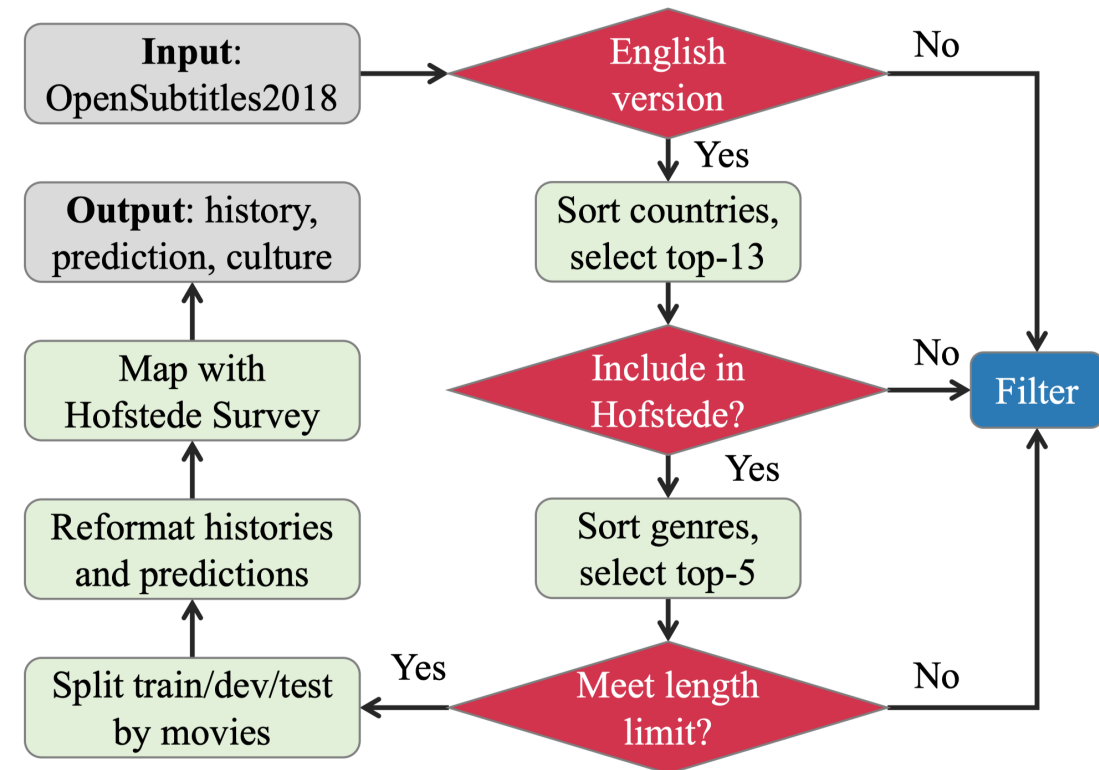 Input:
OpenSubtitles2018
English
version
No
Yes
Output: history,
prediction, culture
Sort countries,
select top-13
Map with
Hofstede Survey
Include in
Hofstede?
No
Filter
Yes
Reformat histories
and predictions
Sort genres,
select top-5
Split train/dev/test
by movies
Yes
Meet length
limit?
No